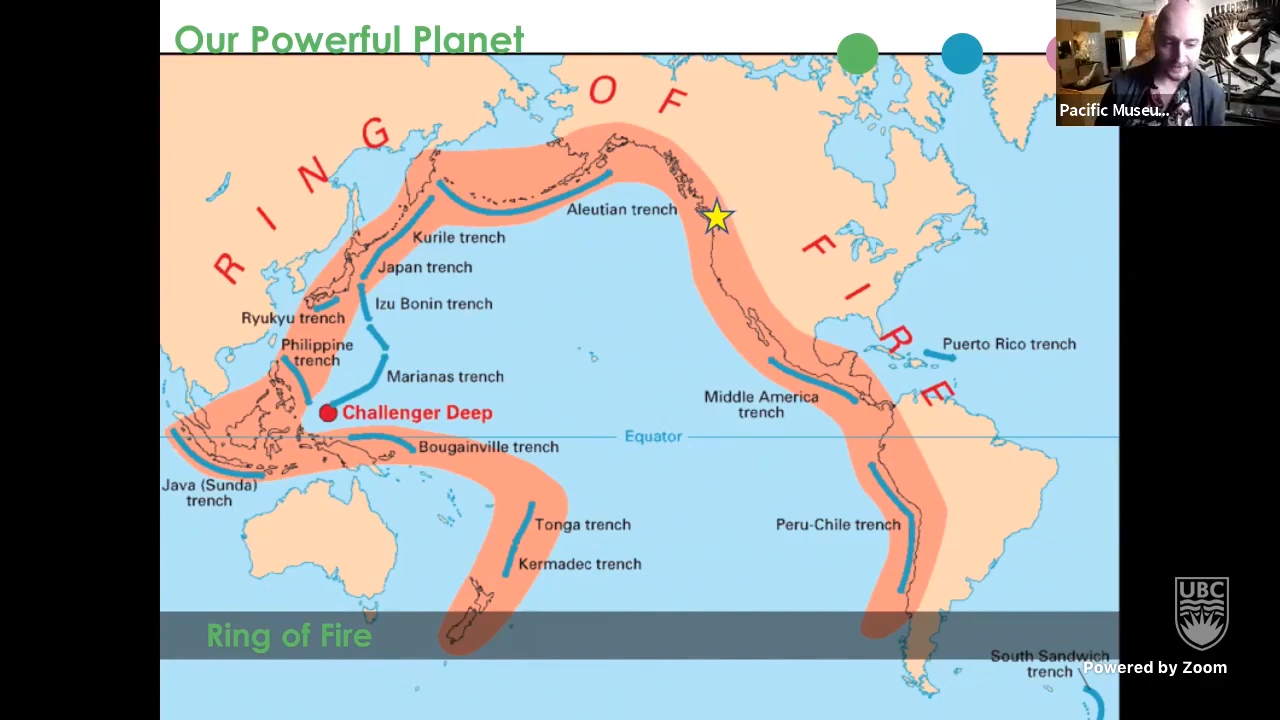 Our Powerful Planet
Pacific Museu...
RING OF FIRE
Aleutian trench
Kurile trench
Japan trench
Izu Bonin trench
Ryukyu trench
Philippine
trench
Marianas trench
Challenger Deep
Puerto Rico trench
Middle America
trench
Equator
Bougainville trench
Java (Sunda)
trench
Tonga trench
Peru-Chile trench
Kermadec trench
UBC
Ring of Fire
South Sandwich
trench
Powered by Zoom